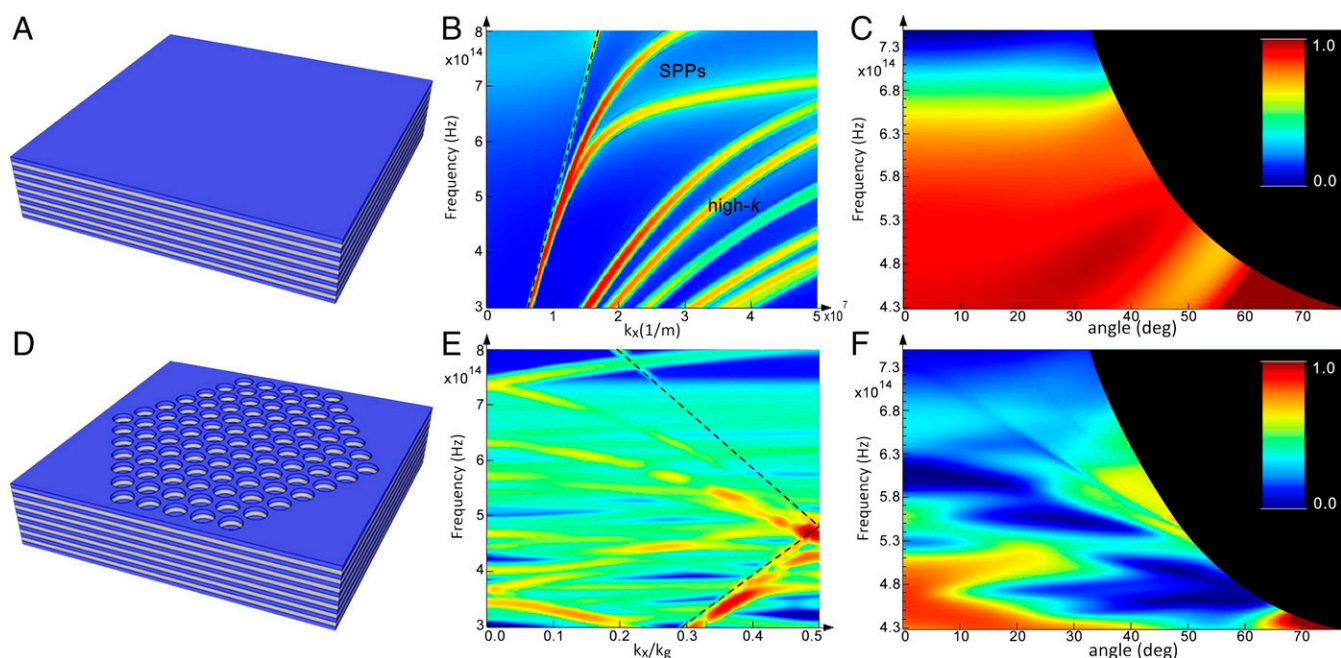 A
B
8
x10 14
7
6
5
4
3
Frequency (Hz)
SPPs
high-k
0
1
2
3
4
5
x10 7
kx(1/m)
C
7.3
x10 14
6.8
6.3
5.8
5.3
4.8
4.3
Frequency (Hz)
1.0
0.0
0
10
20
30
40
50
60
70
angle (deg)
D
E
8
x10 14
7
6
5
4
3
Frequency (Hz)
0.0
0.1
0.2
0.3
0.4
0.5
kx/kg
F
7.3
x10 14
6.8
6.3
5.8
5.3
4.8
4.3
Frequency (Hz)
1.0
0.0
0
10
20
30
40
50
60
70
angle (deg)